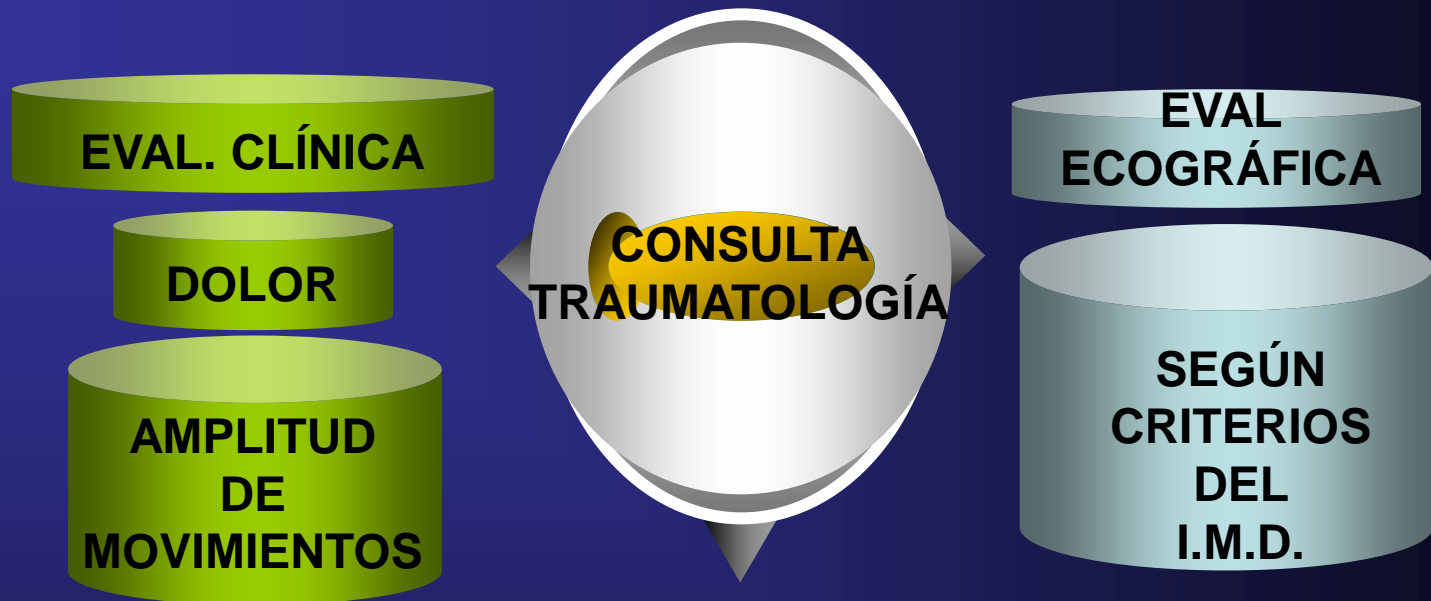 EVAL. CLÍNICA
DOLOR
AMPLITUD
DE
MOVIMIENTOS
CONSULTA
TRAUMATOLOGÍA
EVAL
ECOGRÁFICA
SEGÚN
CRITERIOS
DEL
I.M.D.